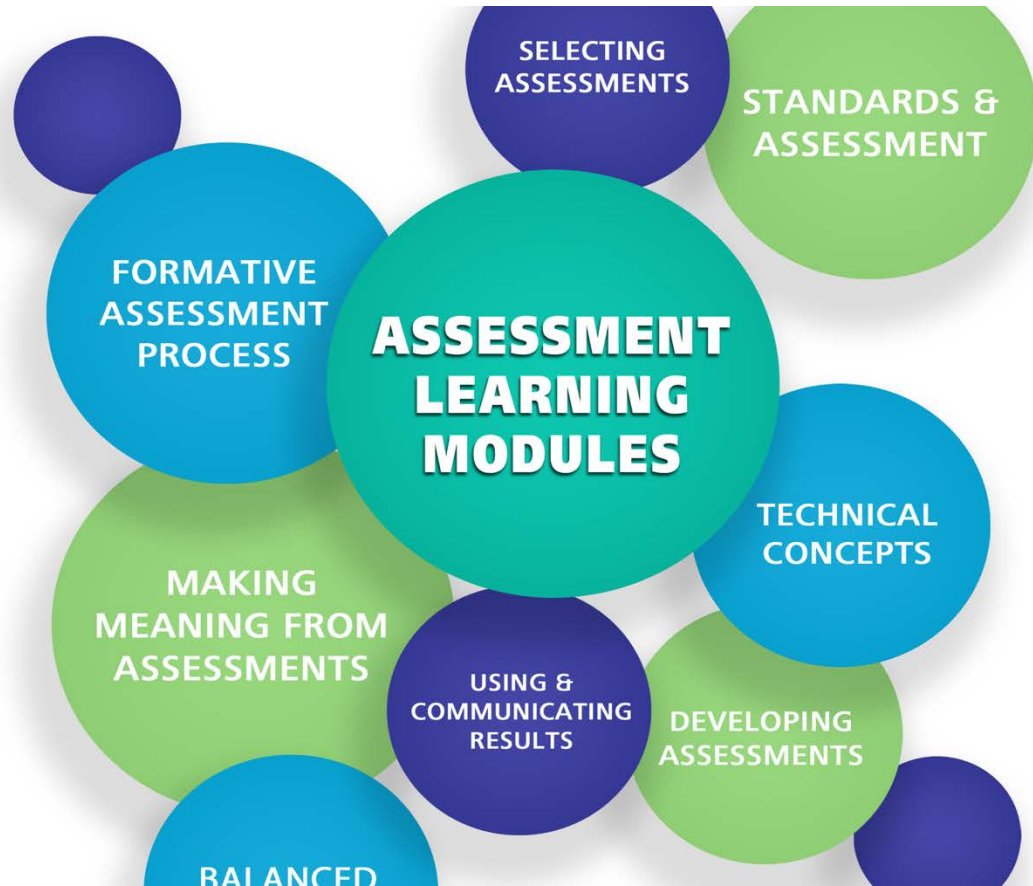 SELECTING
ASSESSMENTS
STANDARDS &
ASSESSMENT
FORMATIVE
ASSESSMENT
PROCESS
ASSESSMENT
LEARNING
MODULES
TECHNICAL
CONCEPTS
MAKING
MEANING FROM
ASSESSMENTS
USING &
COMMUNICATING
RESULTS
DEVELOPING
ASSESSMENTS
BALANCED